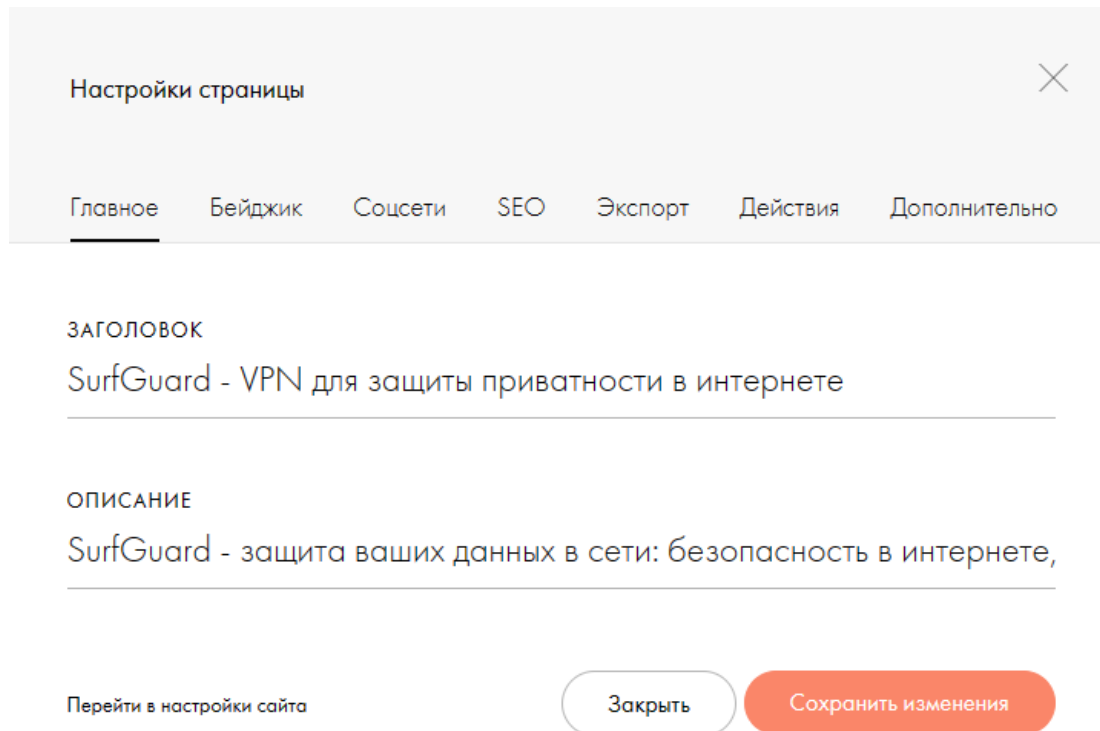 Настройки страницы
Главное Бейджик Соцсети SEO Экспорт Действия Дополнительно
ЗАГОЛОВОК
SurfGuard - VPN для защиты приватности в интернете
ОПИСАНИЕ
SurfGuard - защита ваших данных в сети: безопасность в интернете,
Перейти в настройки сайта Закрыть Сохранить изменения